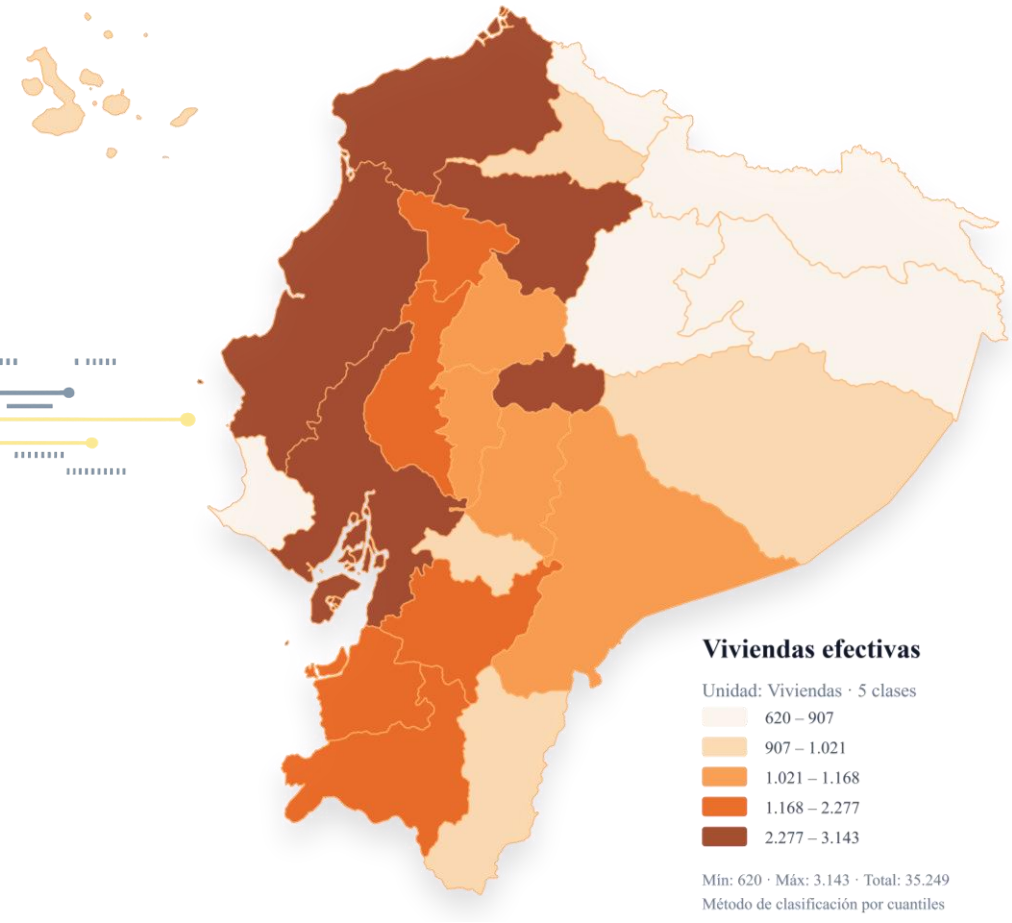 Viviendas efectivas
Unidad: Viviendas · 5 clases
620 – 907
907 – 1.021
1.021 – 1.168
1.168 – 2.277
2.277 – 3.143
Mín: 620 · Máx: 3.143 · Total: 35.249
Método de clasificación por cuantiles